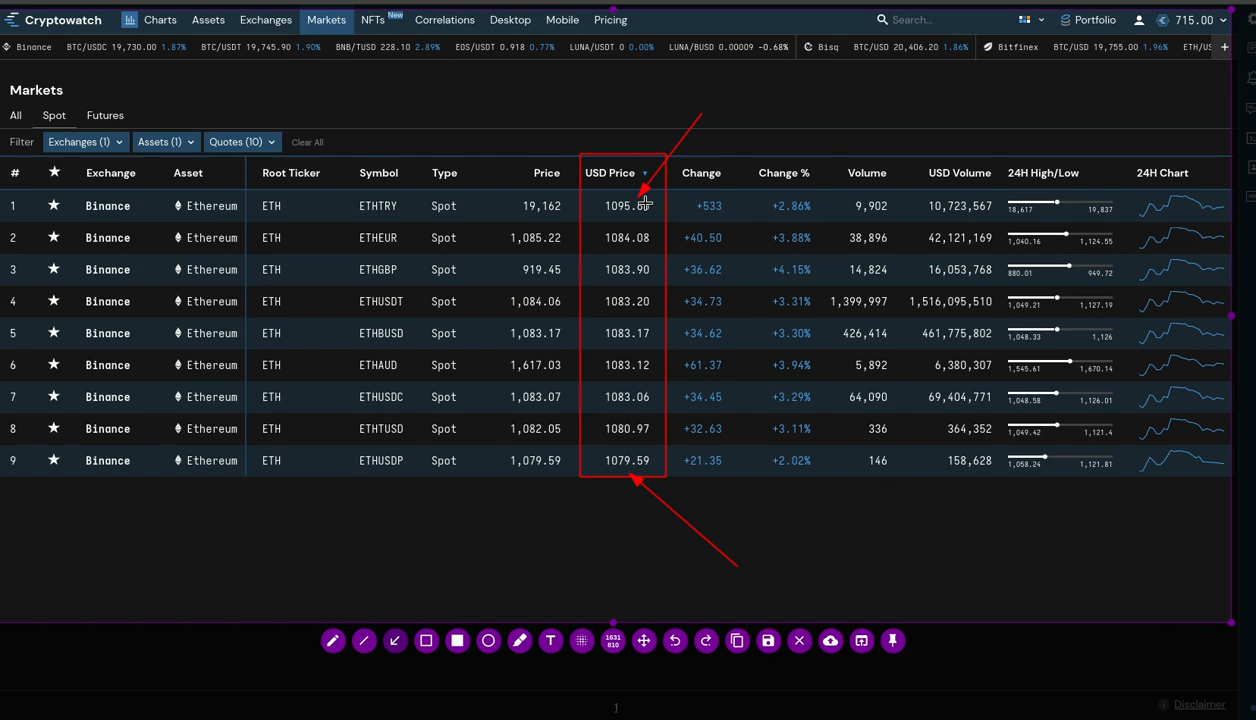 Cryptowatch Charts Assets Exchanges Markets NFTs New Correlations Desktop Mobile Pricing Search... Portfolio 715.00
Binance BTC/USDC 19,730.00 1.87% BTC/USDT 19,745.90 1.90% BNB/TUSD 228.10 2.89% EOS/USDT 0.918 0.77% LUNA/USDT 0 0.00% LUNA/BUSD 0.00009 -0.68% Bisq BTC/USD 20,406.20 1.86% Bitfinex BTC/USD 19,755.00 1.96% ETH/US +
Markets
All Spot Futures
Filter Exchanges (1) Assets (1) Quotes (10) Clear All
# ★ Exchange Asset Root Ticker Symbol Type Price USD Price ▼ Change Change % Volume USD Volume 24H High/Low 24H Chart
1 ★ Binance Ethereum ETH ETHTRY Spot 19,162 +533 +2.86% 9,902 10,723,567 18,617 19,837
2 ★ Binance Ethereum ETH ETHEUR Spot 1,085.22 1084.08 +40.50 +3.88% 38,896 42,121,169 1,040.16 1,124.55
3 ★ Binance Ethereum ETH ETHGBP Spot 919.45 1083.90 +36.62 +4.15% 14,824 16,053,768 880.01 949.72
4 ★ Binance Ethereum ETH ETHUSDT Spot 1,084.06 1083.20 +34.73 +3.31% 1,399,997 1,516,095,510 1,049.21 1,127.19
5 ★ Binance Ethereum ETH ETHBUSD Spot 1,083.17 1083.17 +34.62 +3.30% 426,414 461,775,802 1,048.33 1,126
6 ★ Binance Ethereum ETH ETHAUD Spot 1,617.03 1083.12 +61.37 +3.94% 5,892 6,380,307 1,545.61 1,670.14
7 ★ Binance Ethereum ETH ETHUSDC Spot 1,083.07 1083.06 +34.45 +3.29% 64,090 69,404,771 1,048.58 1,126.01
8 ★ Binance Ethereum ETH ETHTUSD Spot 1,082.05 1080.97 +32.63 +3.11% 336 364,352 1,049.42 1,121.4
9 ★ Binance Ethereum ETH ETHUSDP Spot 1,079.59 1079.59 +21.35 +2.02% 146 158,628 1,058.24 1,121.81
T 1631
810
1 Disclaimer